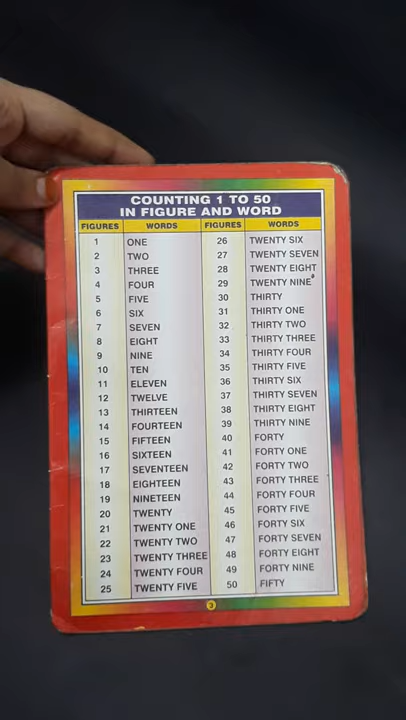 COUNTING 1 TO 50
IN FIGURE AND WORD
FIGURES WORDS FIGURES WORDS
1 ONE 26 TWENTY SIX
2 TWO 27 TWENTY SEVEN
3 THREE 28 TWENTY EIGHT
4 FOUR 29 TWENTY NINE
5 FIVE 30 THIRTY
6 SIX 31 THIRTY ONE
7 SEVEN 32 THIRTY TWO
8 EIGHT 33 THIRTY THREE
9 NINE 34 THIRTY FOUR
10 TEN 35 THIRTY FIVE
11 ELEVEN 36 THIRTY SIX
12 TWELVE 37 THIRTY SEVEN
13 THIRTEEN 38 THIRTY EIGHT
14 FOURTEEN 39 THIRTY NINE
15 FIFTEEN 40 FORTY
16 SIXTEEN 41 FORTY ONE
17 SEVENTEEN 42 FORTY TWO
18 EIGHTEEN 43 FORTY THREE
19 NINETEEN 44 FORTY FOUR
20 TWENTY 45 FORTY FIVE
21 TWENTY ONE 46 FORTY SIX
22 TWENTY TWO 47 FORTY SEVEN
23 TWENTY THREE 48 FORTY EIGHT
24 TWENTY FOUR 49 FORTY NINE
25 TWENTY FIVE 50 FIFTY
3